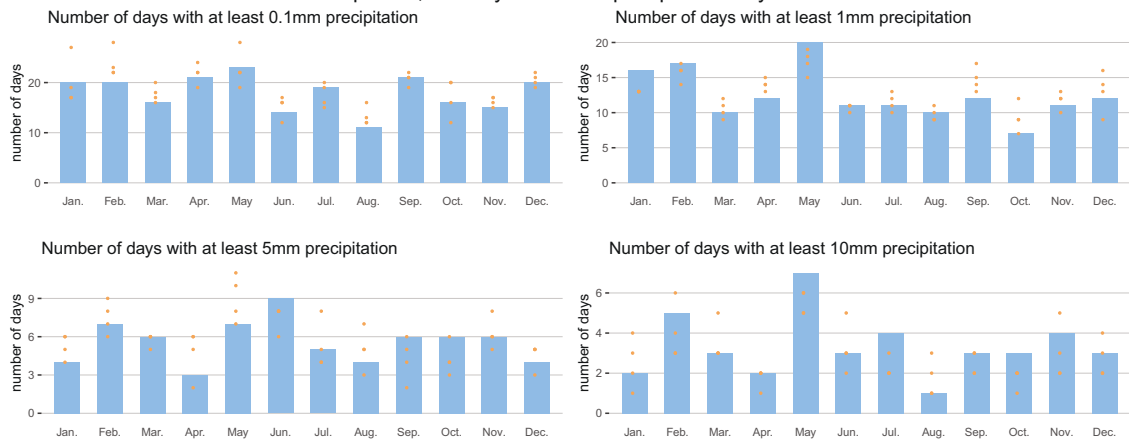 Number of days with at least 0.1mm precipitation
number of days
20
10
0
Jan. Feb. Mar. Apr. May Jun. Jul. Aug. Sep. Oct. Nov. Dec.
Number of days with at least 1mm precipitation
number of days
20
15
10
5
0
Jan. Feb. Mar. Apr. May Jun. Jul. Aug. Sep. Oct. Nov. Dec.
Number of days with at least 5mm precipitation
number of days
9
6
3
0
Jan. Feb. Mar. Apr. May Jun. Jul. Aug. Sep. Oct. Nov. Dec.
Number of days with at least 10mm precipitation
number of days
6
4
2
0
Jan. Feb. Mar. Apr. May Jun. Jul. Aug. Sep. Oct. Nov. Dec.